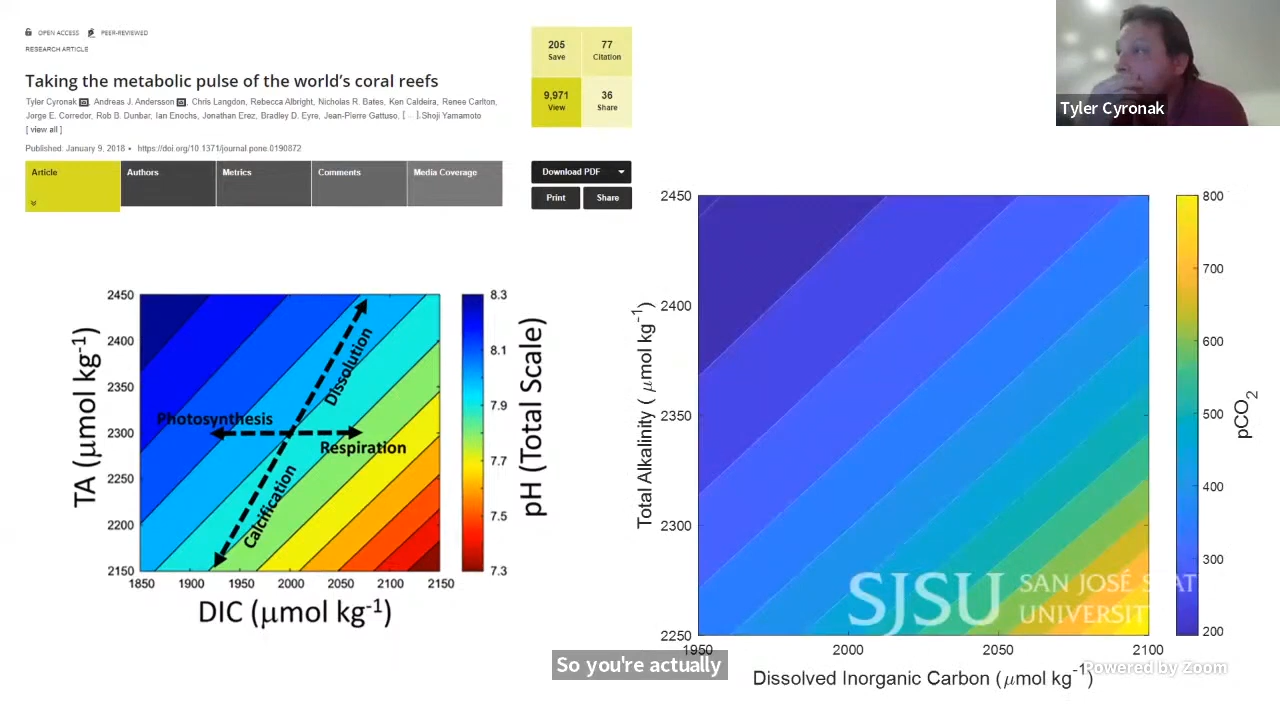 OPEN ACCESS PEER-REVIEWED
RESEARCH ARTICLE
Taking the metabolic pulse of the world's coral reefs
Tyler Cyronak, Andreas J. Andersson, Chris Langdon, Rebecca Albright, Nicholas R. Bates, Ken Caldeira, Renee Carlton,
Jorge E. Corredor, Rob B. Dunbar, Ian Enochs, Jonathan Erez, Bradley D. Eyre, Jean-Pierre Gattuso, [ ... ], Shoji Yamamoto
[ view all ]
Published: January 9, 2018 • https://doi.org/10 1371/journal.pone.0190872
Article
Authors
Metrics
Comments
Media Coverage
205
Save
77
Citation
9,971
View
36
Share
Download PDF
Print
Share
Tyler Cyronak
2450
2400
2350
2300
2250
2200
2150
TA (μmol kg-1)
1850 1900 1950 2000 2050 2100 2150
DIC (μmol kg-1)
Photosynthesis
Respiration
Dissolution
Calcification
8.3
8.1
7.9
7.7
7.5
7.3
pH (Total Scale)
2450
2400
2350
2300
2250
Total Alkalinity ( μmol kg-1)
1950 2000 2050 2100
Dissolved Inorganic Carbon (μmol kg-1)
800
700
600
500
400
300
200
pCO2
SJSU SAN JOSÉ STAT
UNIVERSIT
So you're actually
Powered by Zoom